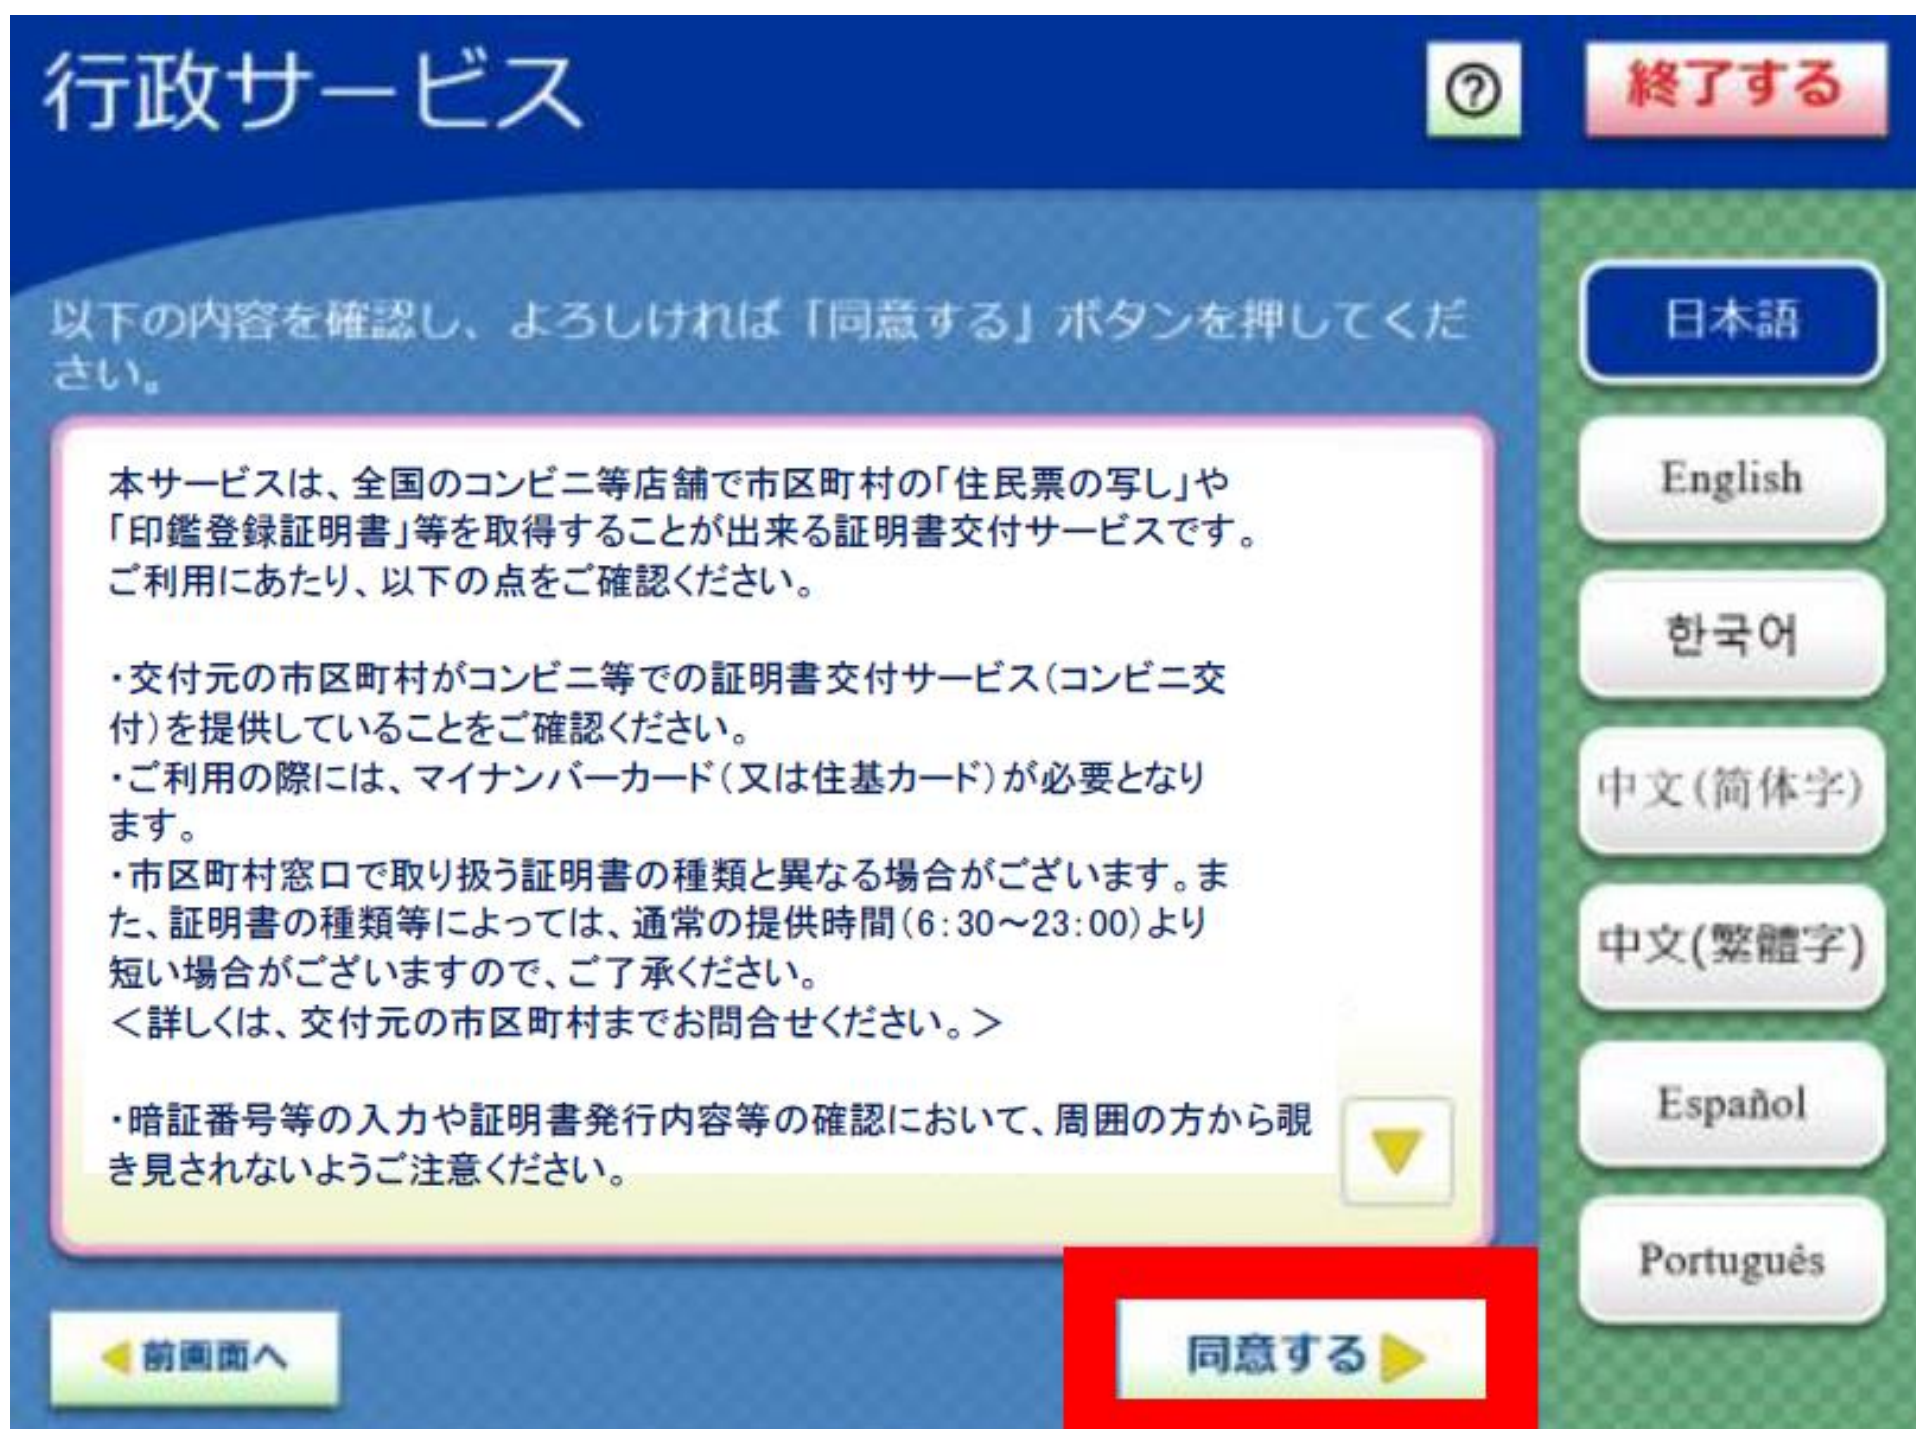 行政サービス
?
終了する
以下の内容を確認し、よろしければ「同意する」ボタンを押してくだ
さい。
本サービスは、全国のコンビニ等店舗で市区町村の「住民票の写し」や
「印鑑登録証明書」等を取得することが出来る証明書交付サービスです。
ご利用にあたり、以下の点をご確認ください。
・交付元の市区町村がコンビニ等での証明書交付サービス(コンビニ交
付)を提供していることをご確認ください。
・ご利用の際には、マイナンバーカード(又は住基カード)が必要となり
ます。
・市区町村窓口で取り扱う証明書の種類と異なる場合がございます。ま
た、証明書の種類等によっては、通常の提供時間(6:30～23:00)より
短い場合がございますので、ご了承ください。
＜詳しくは、交付元の市区町村までお問合せください。＞
・暗証番号等の入力や証明書発行内容等の確認において、周囲の方から覗
き見されないようご注意ください。
前画面へ
同意する
日本語
English
한국어
中文(简体字)
中文(繁體字)
Español
Português